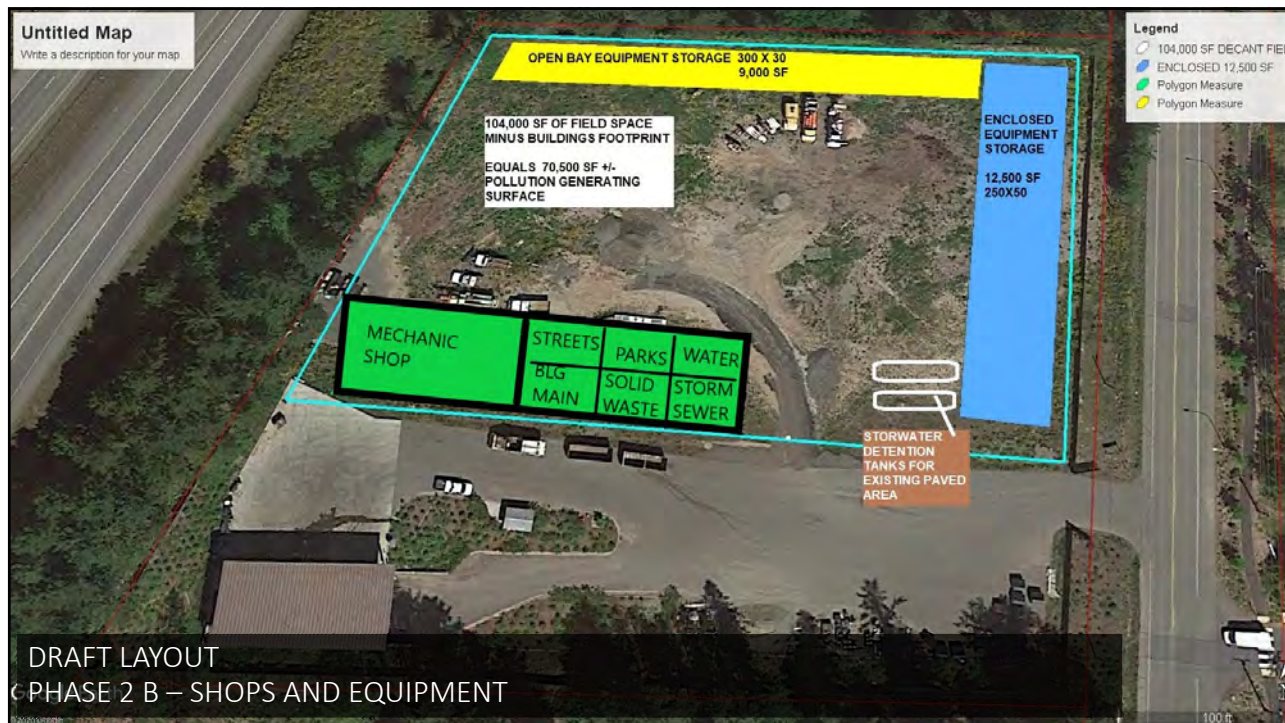 Untitled Map
Write a description for your map.
Legend
104,000 SF DECANT FIE
ENCLOSED 12,500 SF
Polygon Measure
Polygon Measure
OPEN BAY EQUIPMENT STORAGE 300 X 30
9,000 SF
104,000 SF OF FIELD SPACE
MINUS BUILDINGS FOOTPRINT
EQUALS 70,500 SF +/-
POLLUTION GENERATING
SURFACE
ENCLOSED
EQUIPMENT
STORAGE
12,500 SF
250X50
MECHANIC
SHOP
STREETS
PARKS
WATER
BLG
MAIN
SOLID
WASTE
STORM
SEWER
STORWATER
DETENTION
TANKS FOR
EXISTING PAVED
AREA
DRAFT LAYOUT
PHASE 2 B – SHOPS AND EQUIPMENT
100 ft